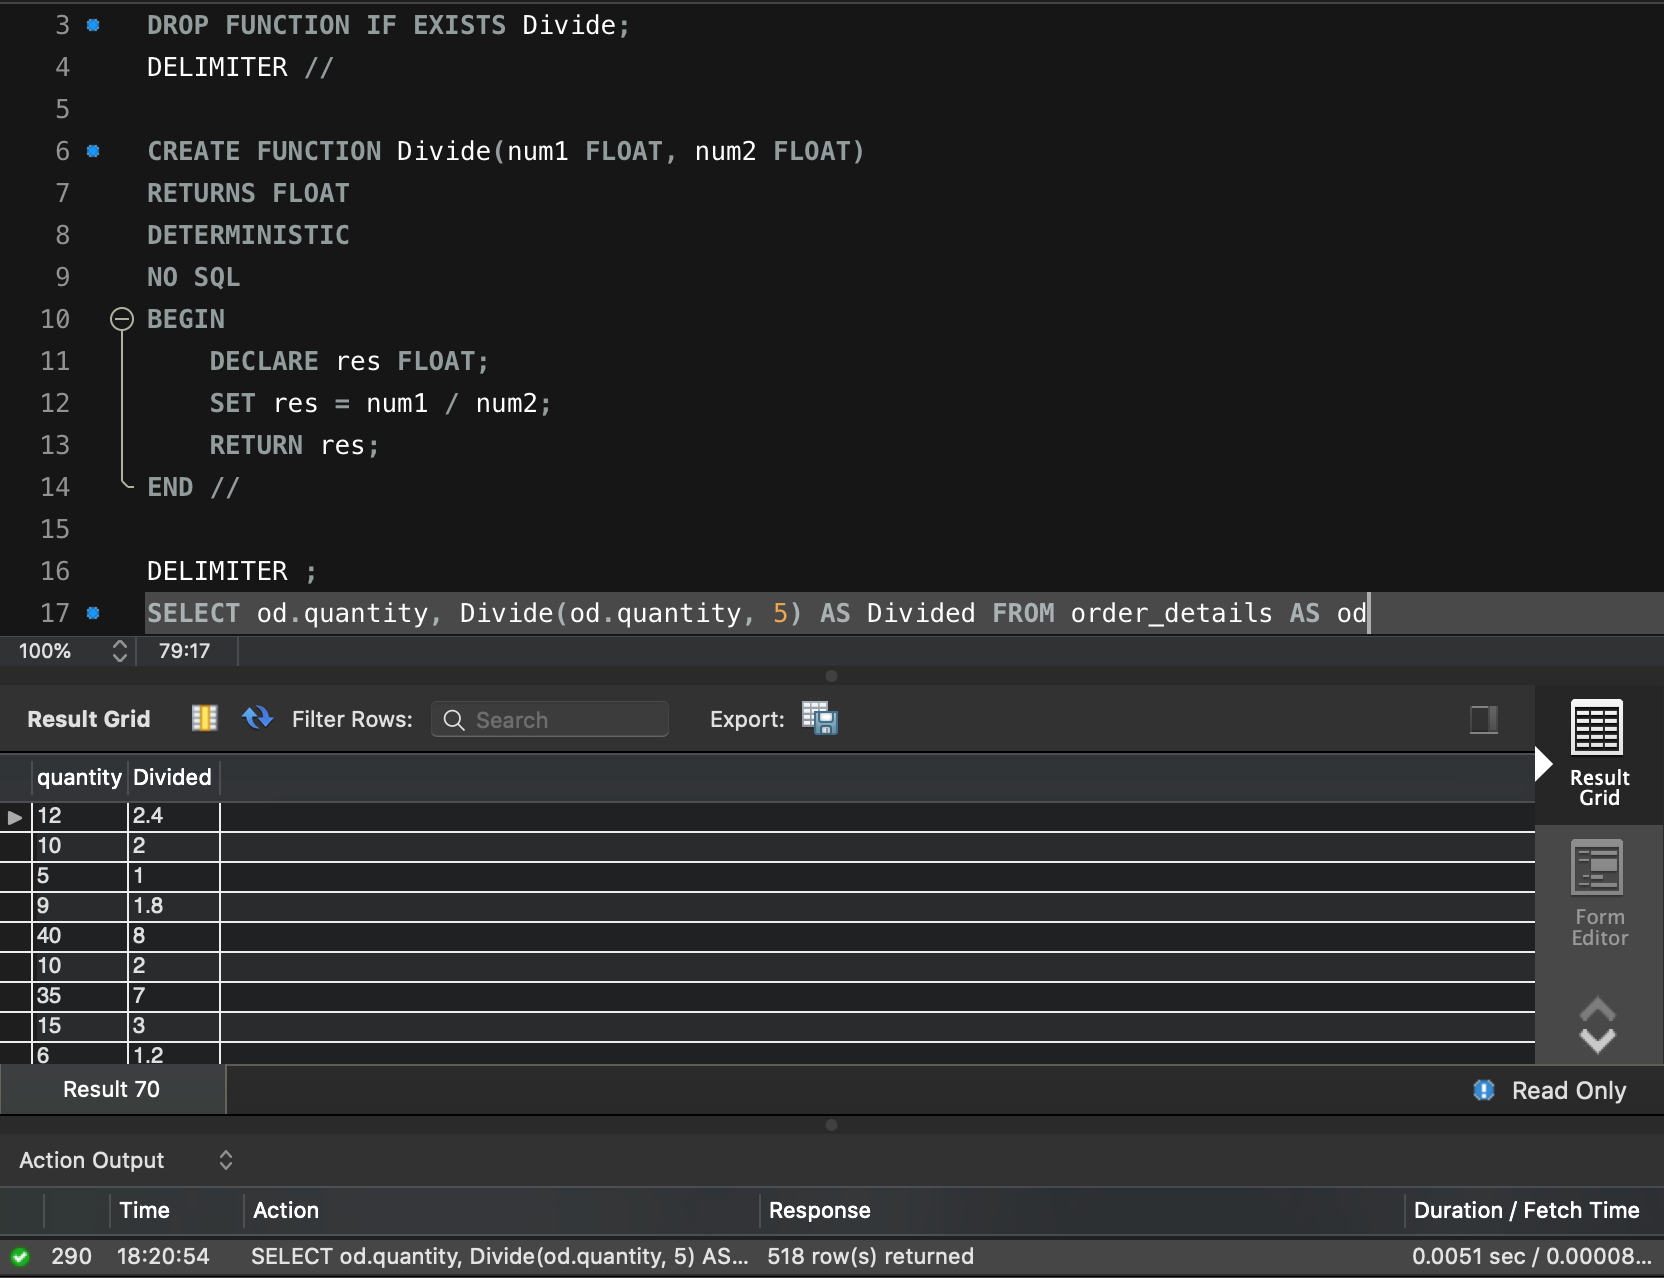 3 DROP FUNCTION IF EXISTS Divide;
4 DELIMITER //
5
6 CREATE FUNCTION Divide(num1 FLOAT, num2 FLOAT)
7 RETURNS FLOAT
8 DETERMINISTIC
9 NO SQL
10 BEGIN
11 DECLARE res FLOAT;
12 SET res = num1 / num2;
13 RETURN res;
14 END //
15
16 DELIMITER ;
17 SELECT od.quantity, Divide(od.quantity, 5) AS Divided FROM order_details AS od
100% 79:17
Result Grid Filter Rows: Search Export:
quantity Divided
12 2.4
10 2
5 1
9 1.8
40 8
10 2
35 7
15 3
6 1.2
Result
Grid
Form
Editor
Result 70 Read Only
Action Output
Time Action Response Duration / Fetch Time
290 18:20:54 SELECT od.quantity, Divide(od.quantity, 5) AS... 518 row(s) returned 0.0051 sec / 0.00008...